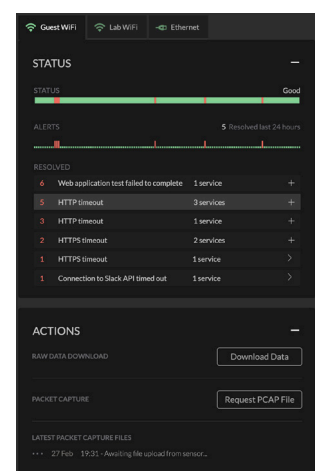 Guest WiFi Lab WiFi Ethernet
STATUS
STATUS Good
ALERTS 5 Resolved last 24 hours
RESOLVED
6 Web application test failed to complete 1 service
5 HTTP timeout 3 services
3 HTTP timeout 1 service
2 HTTPS timeout 2 services
1 HTTPS timeout 1 service
1 Connection to Slack API timed out 1 service
ACTIONS
RAW DATA DOWNLOAD Download Data
PACKET CAPTURE Request PCAP File
LATEST PACKET CAPTURE FILES
··· 27 Feb 19:31 - Awaiting file upload from sensor...